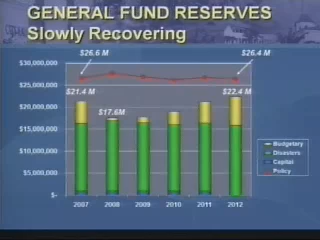 GENERAL FUND RESERVES
Slowly Recovering
$26.6 M
$26.4 M
$30,000,000
$25,000,000
$21.4 M
$22.4 M
$20,000,000
$17.6M
$15,000,000
$10,000,000
$5,000,000
$-
2007 2008 2009 2010 2011 2012
Budgetary
Disasters
Capital
Policy